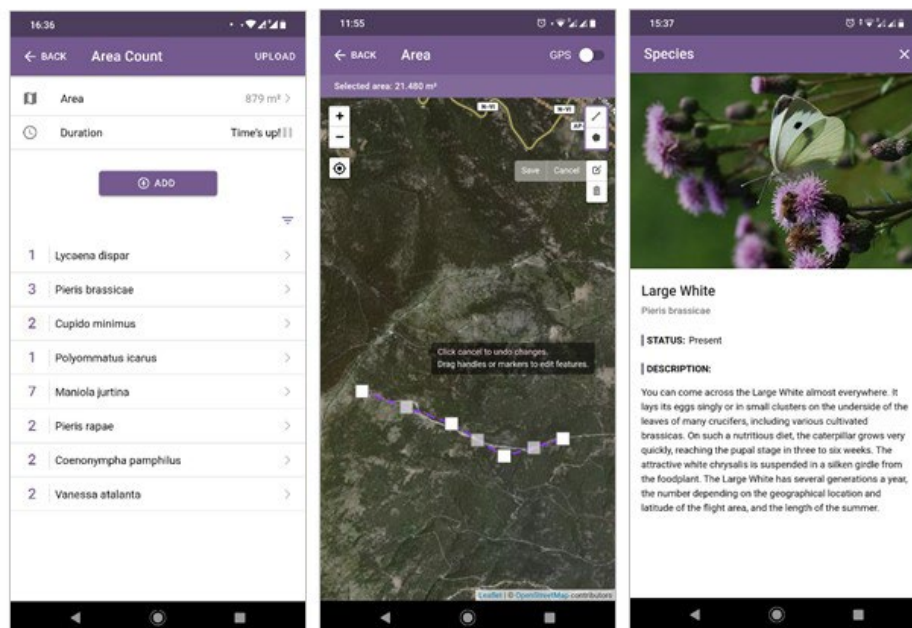 16:36
← BACK Area Count UPLOAD
Area 879 m² >
Duration Time's up!
ADD
1 Lycaena dispar >
3 Pieris brassicae >
2 Cupido minimus >
1 Polyommatus icarus >
7 Maniola jurtina >
2 Pieris rapae >
2 Coenonympha pamphilus >
2 Vanessa atalanta >
11:55
← BACK Area GPS
Selected area: 21.480 m²
+
−
N-VI
N-VI
AP-
Save Cancel
Click cancel to undo changes.
Drag handles or markers to edit features.
Leaflet | © OpenStreetMap contributors
15:37
Species ×
Large White
Pieris brassicae
STATUS: Present
DESCRIPTION:
You can come across the Large White almost everywhere. It
lays its eggs singly or in small clusters on the underside of the
leaves of many crucifers, including various cultivated
brassicas. On such a nutritious diet, the caterpillar grows very
quickly, reaching the pupal stage in three to six weeks. The
attractive white chrysalis is suspended in a silken girdle from
the foodplant. The Large White has several generations a year,
the number depending on the geographical location and
latitude of the flight area, and the length of the summer.